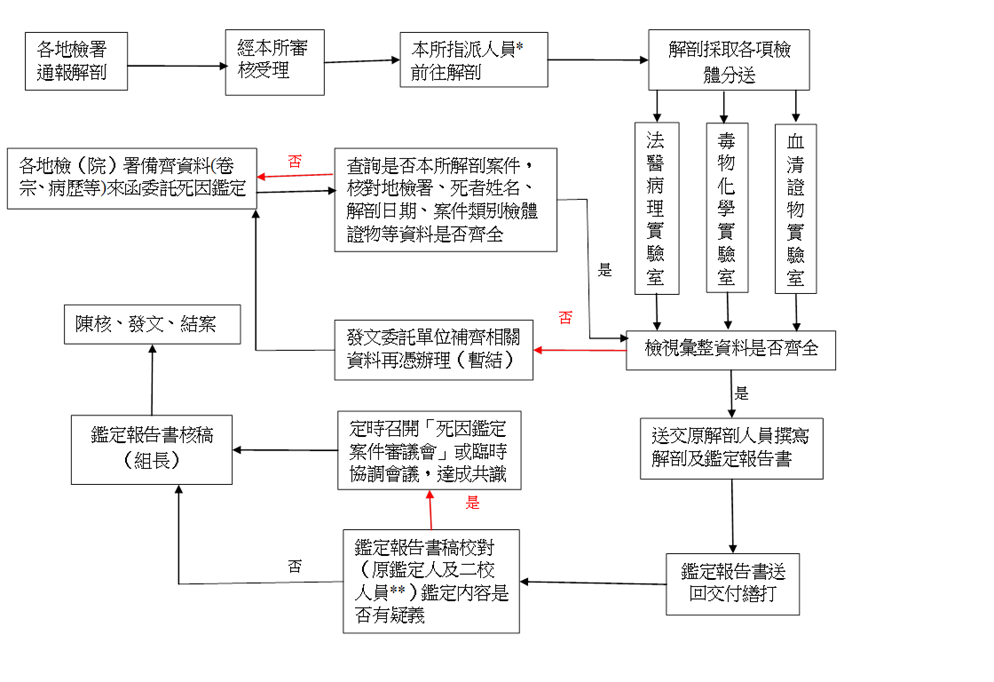 各地檢署
通報解剖
經本所審
核受理
本所指派人員*
前往解剖
解剖採取各項檢
體分送
法醫病理實驗室
毒物化學實驗室
血清證物實驗室
各地檢（院）署備齊資料(卷
宗、病歷等)來函委託死因鑑定
否
查詢是否本所解剖案件，
核對地檢署、死者姓名、
解剖日期、案件類別檢體
證物等資料是否齊全
是
陳核、發文、結案
發文委託單位補齊相關
資料再憑辦理（暫結）
否
檢視彙整資料是否齊全
是
鑑定報告書核稿
（組長）
定時召開「死因鑑定
案件審議會」或臨時
協調會議，達成共識
送交原解剖人員撰寫
解剖及鑑定報告書
是
否
鑑定報告書稿校對
（原鑑定人及二校
人員**）鑑定內容是
否有疑義
鑑定報告書送
回交付繕打